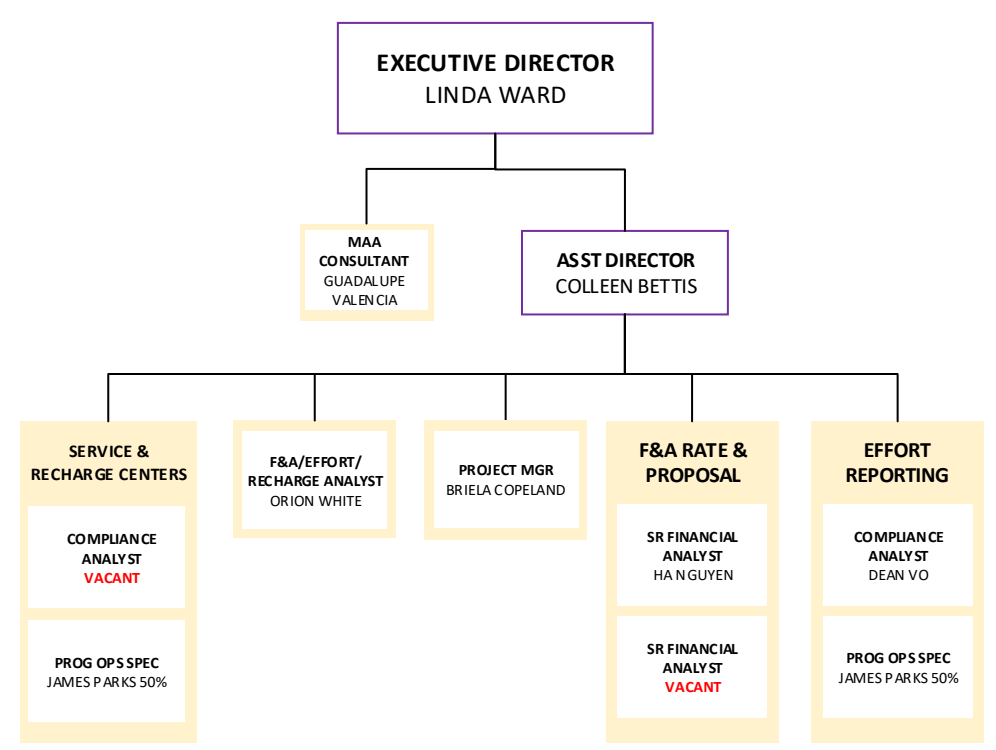 EXECUTIVE DIRECTOR
LINDA WARD
MAA
CONSULTANT
GUADALUPE
VALENCIA
ASST DIRECTOR
COLLEEN BETTIS
SERVICE &
RECHARGE CENTERS
COMPLIANCE
ANALYST
VACANT
PROG OPS SPEC
JAMES PARKS 50%
F&A/EFFORT/
RECHARGE ANALYST
ORION WHITE
PROJECT MGR
BRIELA COPELAND
F&A RATE &
PROPOSAL
SR FINANCIAL
ANALYST
HA NGUYEN
SR FINANCIAL
ANALYST
VACANT
EFFORT
REPORTING
COMPLIANCE
ANALYST
DEAN VO
PROG OPS SPEC
JAMES PARKS 50%